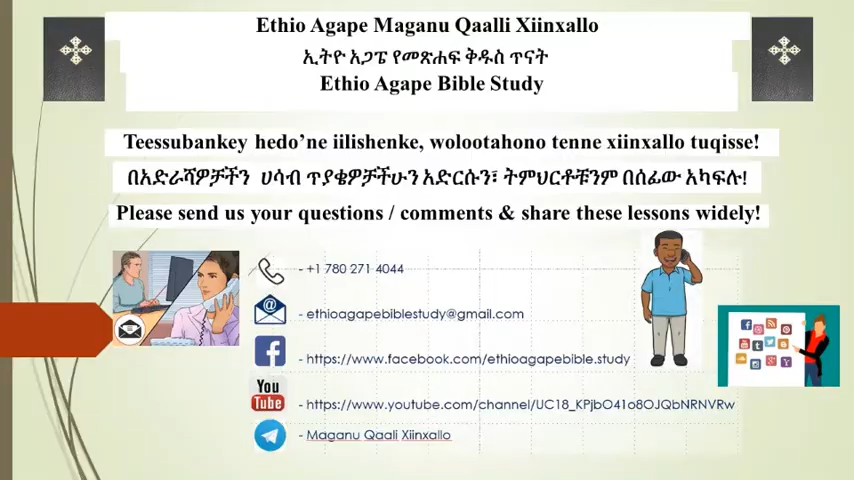 Ethio Agape Maganu Qaalli Xiinxallo
ኢትዮ አጋፔ የመጽሐፍ ቅዱስ ጥናት
Ethio Agape Bible Study
Teessubankey hedo’ne iilishenke, wolootahono tenne xiinxallo tuqisse!
በአድራሻዎቻችን ሀሳብ ጥያቄዎቻችሁን አድርሱን፣ ትምህርቶቹንም በሰፊው አካፍሉ!
Please send us your questions / comments & share these lessons widely!
- +1 780 271 4044
- ethioagapebiblestudy@gmail.com
- https://www.facebook.com/ethioagapebible.study
You
Tube
- https://www.youtube.com/channel/UC18_KPjbO41o8OJQbNRNVRw
- Maganu Qaali Xiinxallo